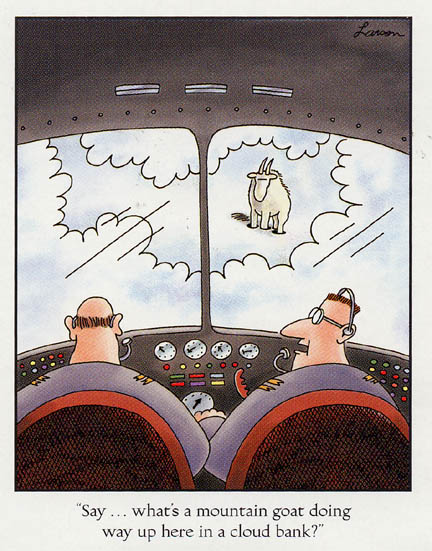 Larson
"Say ... what's a mountain goat doing
way up here in a cloud bank?"